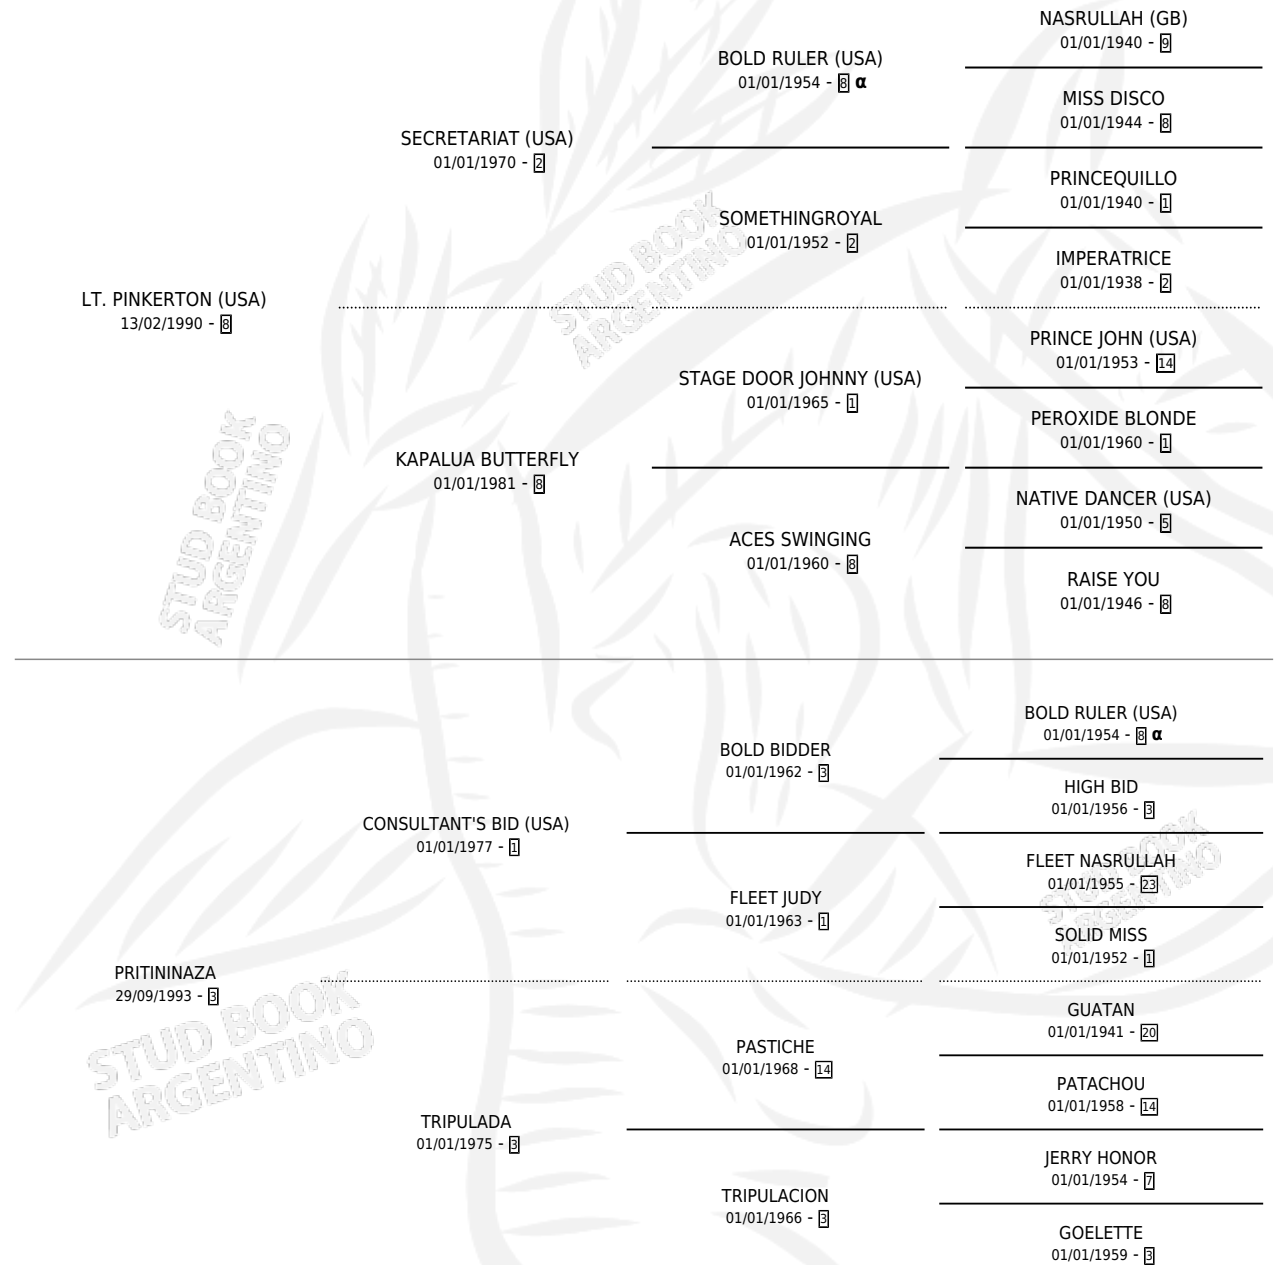 NASRULLAH (GB)
01/01/1940 - 9
BOLD RULER (USA)
01/01/1954 - 8 α
MISS DISCO
01/01/1944 - 8
SECRETARIAT (USA)
01/01/1970 - 2
PRINCEQUILLO
01/01/1940 - 1
SOMETHINGROYAL
01/01/1952 - 2
IMPERATRICE
01/01/1938 - 2
LT. PINKERTON (USA)
13/02/1990 - 8
PRINCE JOHN (USA)
01/01/1953 - 14
STAGE DOOR JOHNNY (USA)
01/01/1965 - 1
PEROXIDE BLONDE
01/01/1960 - 1
KAPALUA BUTTERFLY
01/01/1981 - 8
NATIVE DANCER (USA)
01/01/1950 - 5
ACES SWINGING
01/01/1960 - 8
RAISE YOU
01/01/1946 - 8
BOLD RULER (USA)
01/01/1954 - 8 α
BOLD BIDDER
01/01/1962 - 3
HIGH BID
01/01/1956 - 3
CONSULTANT'S BID (USA)
01/01/1977 - 1
FLEET NASRULLAH
01/01/1955 - 23
FLEET JUDY
01/01/1963 - 1
SOLID MISS
01/01/1952 - 1
PRITININAZA
29/09/1993 - 3
GUATAN
01/01/1941 - 20
PASTICHE
01/01/1968 - 14
PATACHOU
01/01/1958 - 14
TRIPULADA
01/01/1975 - 3
JERRY HONOR
01/01/1954 - 7
TRIPULACION
01/01/1966 - 3
GOELETTE
01/01/1959 - 3
STUD BOOK
ARGENTINO
STUD BOOK
ARGENTINO
STUD BOOK
ARGENTINO
STUD BOOK
ARGENTINO